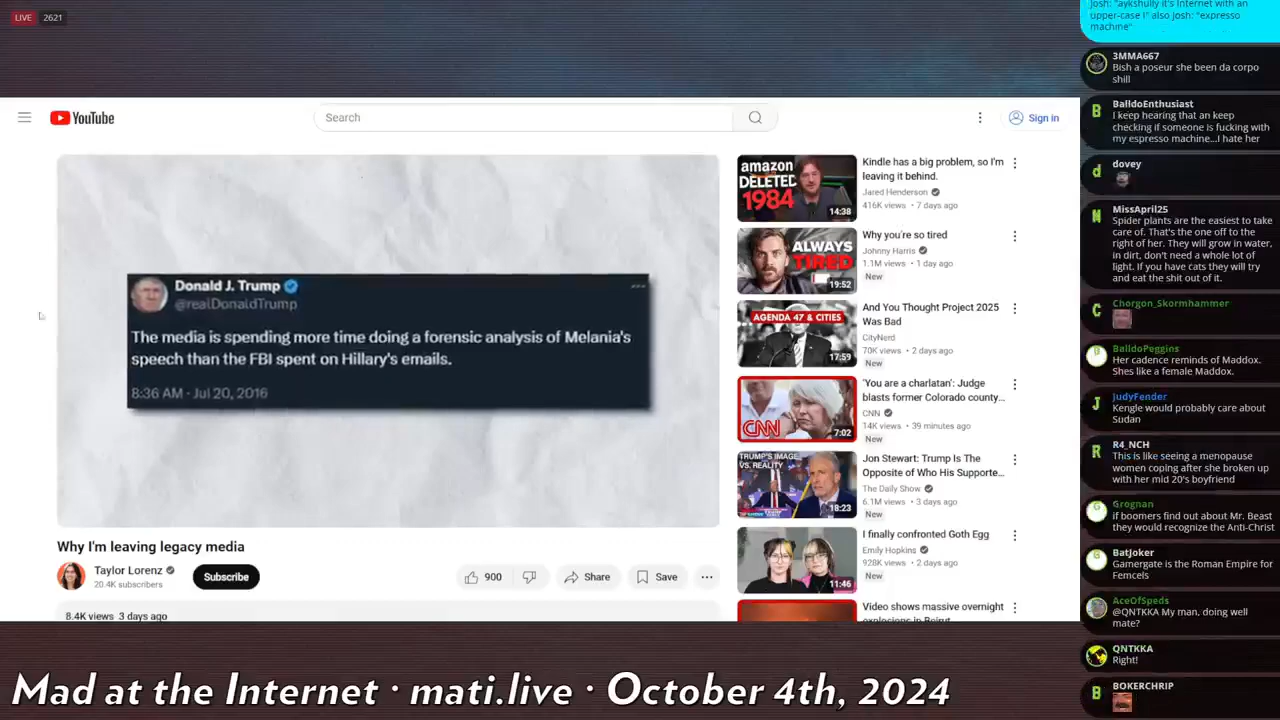 LIVE 2621
YouTube
Search
Sign in
Donald J. Trump
@realDonaldTrump
The media is spending more time doing a forensic analysis of Melania's
speech than the FBI spent on Hillary's emails.
8:36 AM · Jul 20, 2016
Why I'm leaving legacy media
Taylor Lorenz
20.4K subscribers
Subscribe
900
Share
Save
8.4K views 3 days ago
amazon
DELETED
1984
14:38
Kindle has a big problem, so I'm
leaving it behind.
Jared Henderson
416K views • 7 days ago
ALWAYS
TIRED
19:52
Why you're so tired
Johnny Harris
1.1M views • 1 day ago
New
AGENDA 47 & CITIES
17:59
And You Thought Project 2025
Was Bad
CityNerd
70K views • 2 days ago
New
CNN
7:02
'You are a charlatan': Judge
blasts former Colorado county...
CNN
14K views • 39 minutes ago
New
TRUMP'S IMAGE
VS. REALITY
18:23
Jon Stewart: Trump Is The
Opposite of Who His Supporte...
The Daily Show
6.1M views • 3 days ago
New
11:46
I finally confronted Goth Egg
Emily Hopkins
928K views • 2 days ago
New
Video shows massive overnight
explosions in Beirut
Josh: "aykshully it's Internet with an
upper-case I" also Josh: "expresso
machine"
3MMA667
Bish a poseur she been da corpo
shill
BalldoEnthusiast
I keep hearing that an keep
checking if someone is fucking with
my espresso machine...I hate her
dovey
MissApril25
Spider plants are the easiest to take
care of. That's the one off to the
right of her. They will grow in water,
in dirt, don't need a whole lot of
light. If you have cats they will try
and eat the shit out of it.
Chorgon_Skormhammer
BalldoPeggins
Her cadence reminds of Maddox.
Shes like a female Maddox.
JudyFender
Kengle would probably care about
Sudan
R4_NCH
This is like seeing a menopause
women coping after she broken up
with her mid 20's boyfriend
Grognan
if boomers find out about Mr. Beast
they would recognize the Anti-Christ
BatJoker
Gamergate is the Roman Empire for
Femcels
AceOfSpeds
@QNTKKA My man, doing well
mate?
QNTKKA
Right!
BOKERCHRIP
Mad at the Internet · mati.live · October 4th, 2024